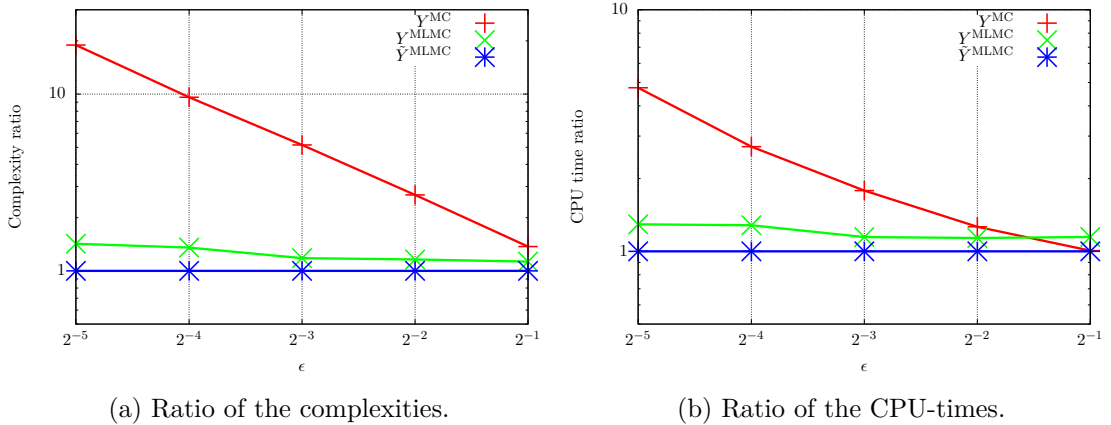 Y^MC
Y^MLMC
Ỹ^MLMC
Complexity ratio
10
1
2^−5
2^−4
2^−3
2^−2
2^−1
ϵ
(a) Ratio of the complexities.
Y^MC
Y^MLMC
Ỹ^MLMC
CPU time ratio
10
1
2^−5
2^−4
2^−3
2^−2
2^−1
ϵ
(b) Ratio of the CPU-times.